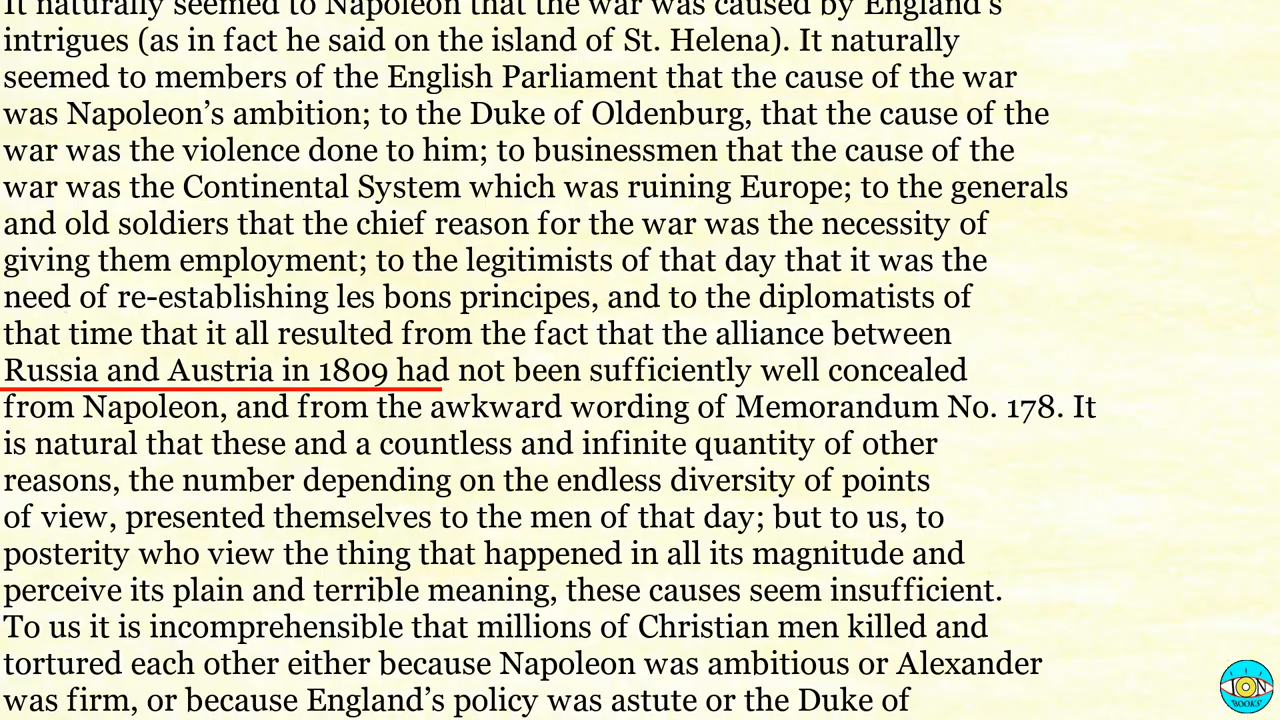 It naturally seemed to Napoleon that the war was caused by England's
intrigues (as in fact he said on the island of St. Helena). It naturally
seemed to members of the English Parliament that the cause of the war
was Napoleon’s ambition; to the Duke of Oldenburg, that the cause of the
war was the violence done to him; to businessmen that the cause of the
war was the Continental System which was ruining Europe; to the generals
and old soldiers that the chief reason for the war was the necessity of
giving them employment; to the legitimists of that day that it was the
need of re-establishing les bons principes, and to the diplomatists of
that time that it all resulted from the fact that the alliance between
Russia and Austria in 1809 had not been sufficiently well concealed
from Napoleon, and from the awkward wording of Memorandum No. 178. It
is natural that these and a countless and infinite quantity of other
reasons, the number depending on the endless diversity of points
of view, presented themselves to the men of that day; but to us, to
posterity who view the thing that happened in all its magnitude and
perceive its plain and terrible meaning, these causes seem insufficient.
To us it is incomprehensible that millions of Christian men killed and
tortured each other either because Napoleon was ambitious or Alexander
was firm, or because England’s policy was astute or the Duke of
ION
BOOKS